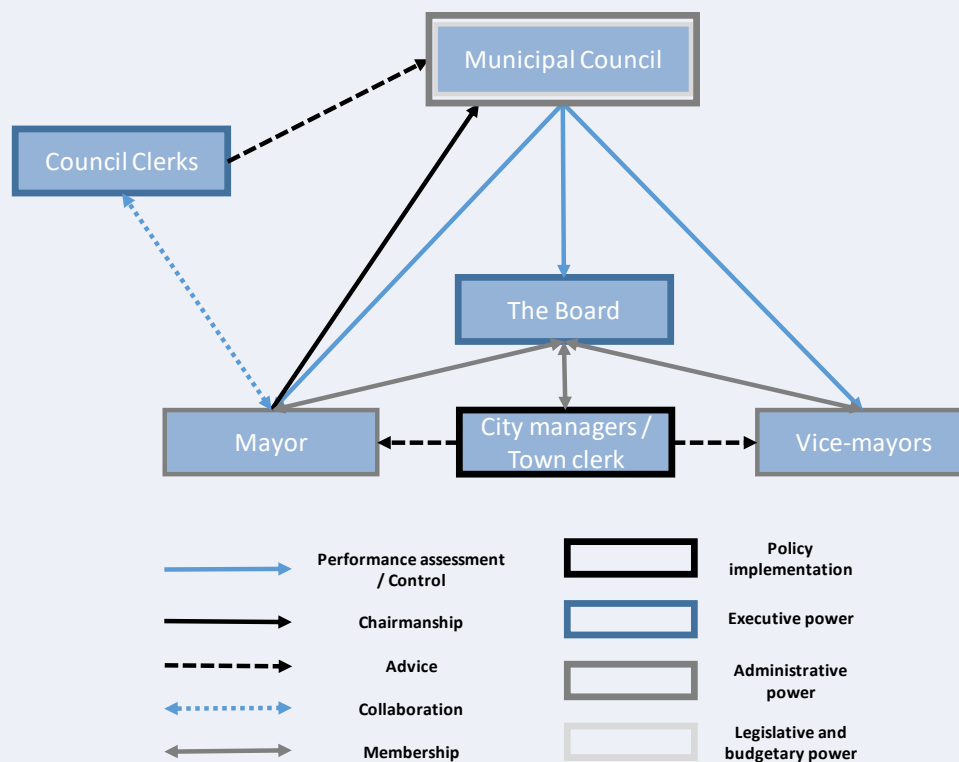 Municipal Council
Council Clerks
The Board
Mayor
City managers /
Town clerk
Vice-mayors
Performance assessment
/ Control
Chairmanship
Advice
Collaboration
Membership
Policy
implementation
Executive power
Administrative
power
Legislative and
budgetary power